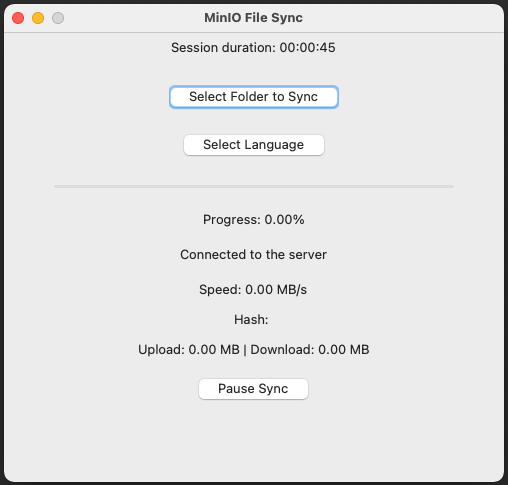 MinIO File Sync
Session duration: 00:00:45
Select Folder to Sync
Select Language
Progress: 0.00%
Connected to the server
Speed: 0.00 MB/s
Hash:
Upload: 0.00 MB | Download: 0.00 MB
Pause Sync